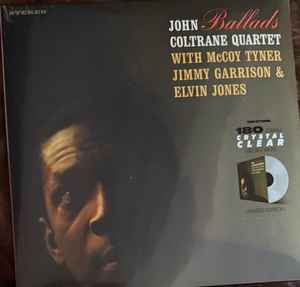 STEREO
JOHN Ballads
COLTRANE QUARTET
WITH McCOY TYNER
JIMMY GARRISON &
ELVIN JONES
180
CRYSTAL
CLEAR